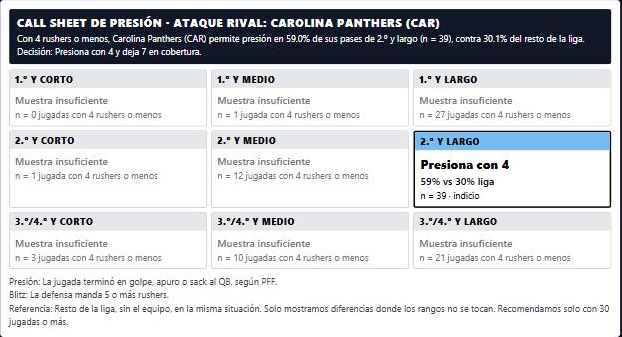 CALL SHEET DE PRESIÓN · ATAQUE RIVAL: CAROLINA PANTHERS (CAR)
Con 4 rushers o menos, Carolina Panthers (CAR) permite presión en 59.0% de sus pases de 2.º y largo (n = 39), contra 30.1% del resto de la liga.
Decisión: Presiona con 4 y deja 7 en cobertura.
1.º Y CORTO
Muestra insuficiente
n = 0 jugadas con 4 rushers o menos
1.º Y MEDIO
Muestra insuficiente
n = 1 jugada con 4 rushers o menos
1.º Y LARGO
Muestra insuficiente
n = 27 jugadas con 4 rushers o menos
2.º Y CORTO
Muestra insuficiente
n = 1 jugada con 4 rushers o menos
2.º Y MEDIO
Muestra insuficiente
n = 12 jugadas con 4 rushers o menos
2.º Y LARGO
Presiona con 4
59% vs 30% liga
n = 39 · indicio
3.º/4.º Y CORTO
Muestra insuficiente
n = 3 jugadas con 4 rushers o menos
3.º/4.º Y MEDIO
Muestra insuficiente
n = 10 jugadas con 4 rushers o menos
3.º/4.º Y LARGO
Muestra insuficiente
n = 21 jugadas con 4 rushers o menos
Presión: La jugada terminó en golpe, apuro o sack al QB, según PFF.
Blitz: La defensa manda 5 o más rushers.
Referencia: Resto de la liga, sin el equipo, en la misma situación. Solo mostramos diferencias donde los rangos no se tocan. Recomendamos solo con 30
jugadas o más.